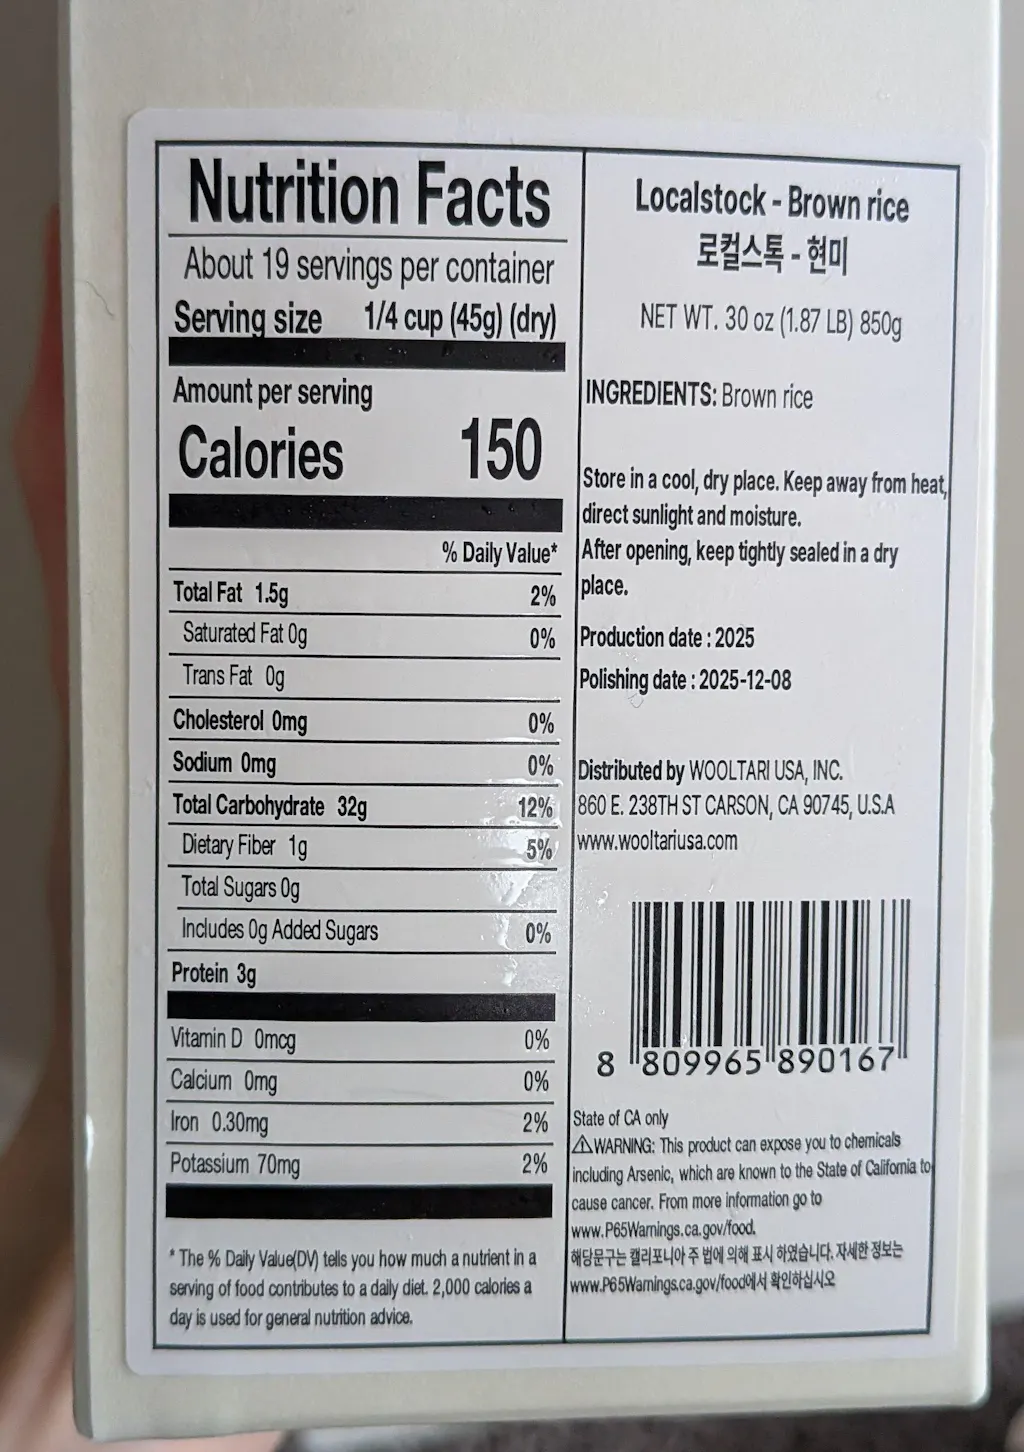 Nutrition Facts
About 19 servings per container
Serving size 1/4 cup (45g) (dry)
Amount per serving
Calories 150
% Daily Value*
Total Fat 1.5g 2%
Saturated Fat 0g 0%
Trans Fat 0g
Cholesterol 0mg 0%
Sodium 0mg 0%
Total Carbohydrate 32g 12%
Dietary Fiber 1g 5%
Total Sugars 0g
Includes 0g Added Sugars 0%
Protein 3g
Vitamin D 0mcg 0%
Calcium 0mg 0%
Iron 0.30mg 2%
Potassium 70mg 2%
* The % Daily Value(DV) tells you how much a nutrient in a
serving of food contributes to a daily diet. 2,000 calories a
day is used for general nutrition advice.
Localstock - Brown rice
로컬스톡 - 현미
NET WT. 30 oz (1.87 LB) 850g
INGREDIENTS: Brown rice
Store in a cool, dry place. Keep away from heat,
direct sunlight and moisture.
After opening, keep tightly sealed in a dry
place.
Production date : 2025
Polishing date : 2025-12-08
Distributed by WOOLTARI USA, INC.
860 E. 238TH ST CARSON, CA 90745, U.S.A
www.wooltariusa.com
8 809965 890167
State of CA only
⚠WARNING: This product can expose you to chemicals
including Arsenic, which are known to the State of California to
cause cancer. From more information go to
www.P65Warnings.ca.gov/food.
해당문구는 캘리포니아 주 법에 의해 표시 하였습니다. 자세한 정보는
www.P65Warnings.ca.gov/food에서 확인하십시오